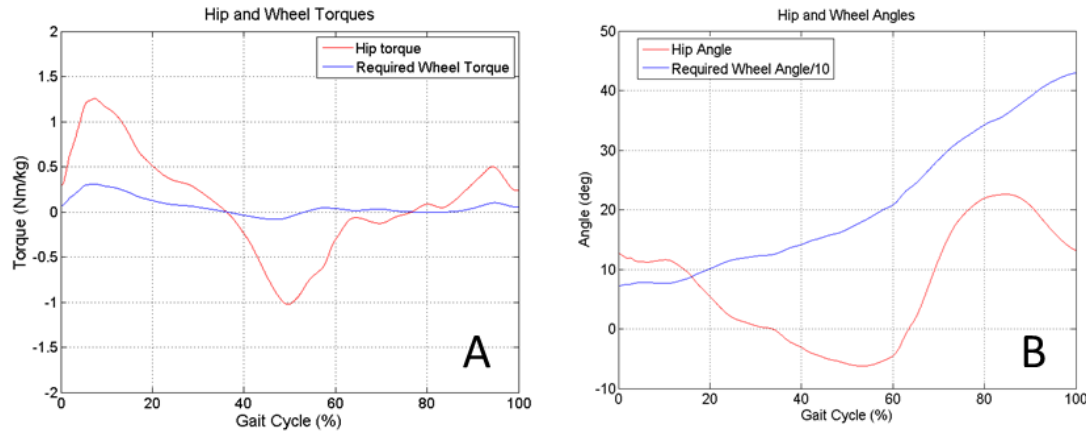 Hip and Wheel Torques
2
1.5
1
0.5
0
-0.5
-1
-1.5
-2
Torque (Nm/kg)
Hip torque
Required Wheel Torque
A
0 20 40 60 80 100
Gait Cycle (%)
Hip and Wheel Angles
50
40
30
20
10
0
-10
Angle (deg)
Hip Angle
Required Wheel Angle/10
B
0 20 40 60 80 100
Gait Cycle (%)